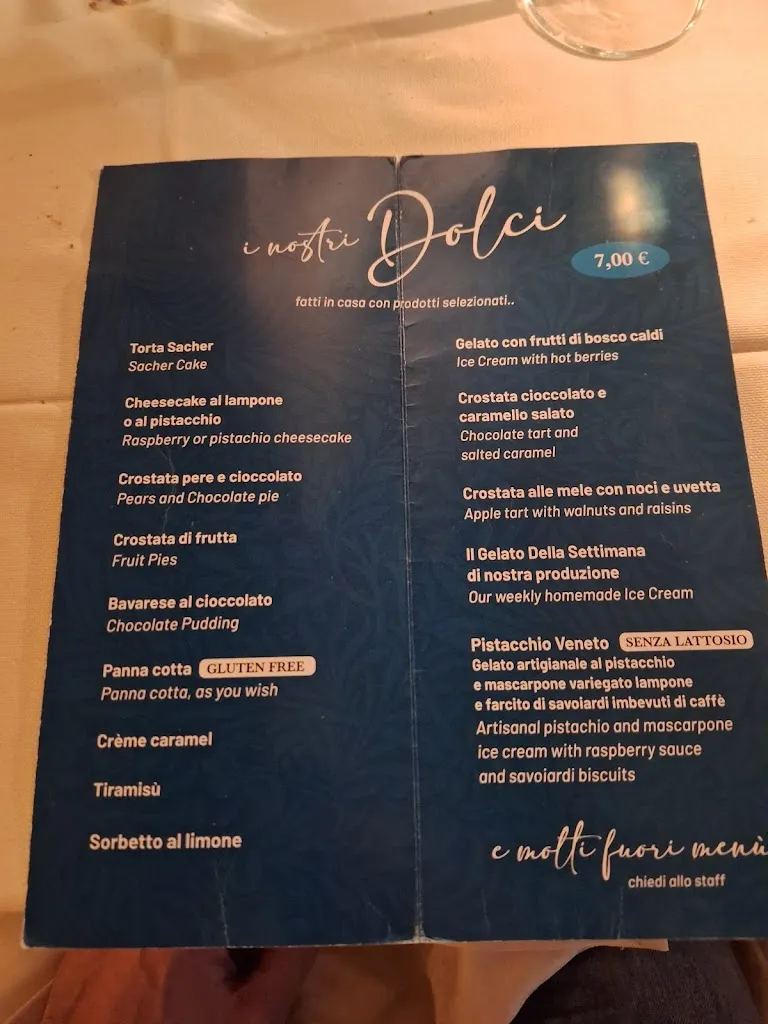 i nostri Dolci
7,00 €
fatti in casa con prodotti selezionati..
Torta Sacher
Sacher Cake
Cheesecake al lampone
o al pistacchio
Raspberry or pistachio cheesecake
Crostata pere e cioccolato
Pears and Chocolate pie
Crostata di frutta
Fruit Pies
Bavarese al cioccolato
Chocolate Pudding
Panna cotta GLUTEN FREE
Panna cotta, as you wish
Crème caramel
Tiramisù
Sorbetto al limone
Gelato con frutti di bosco caldi
Ice Cream with hot berries
Crostata cioccolato e
caramello salato
Chocolate tart and
salted caramel
Crostata alle mele con noci e uvetta
Apple tart with walnuts and raisins
Il Gelato Della Settimana
di nostra produzione
Our weekly homemade Ice Cream
Pistacchio Veneto SENZA LATTOSIO
Gelato artigianale al pistacchio
e mascarpone variegato lampone
e farcito di savoiardi imbevuti di caffè
Artisanal pistachio and mascarpone
ice cream with raspberry sauce
and savoiardi biscuits
e molti fuori menù
chiedi allo staff